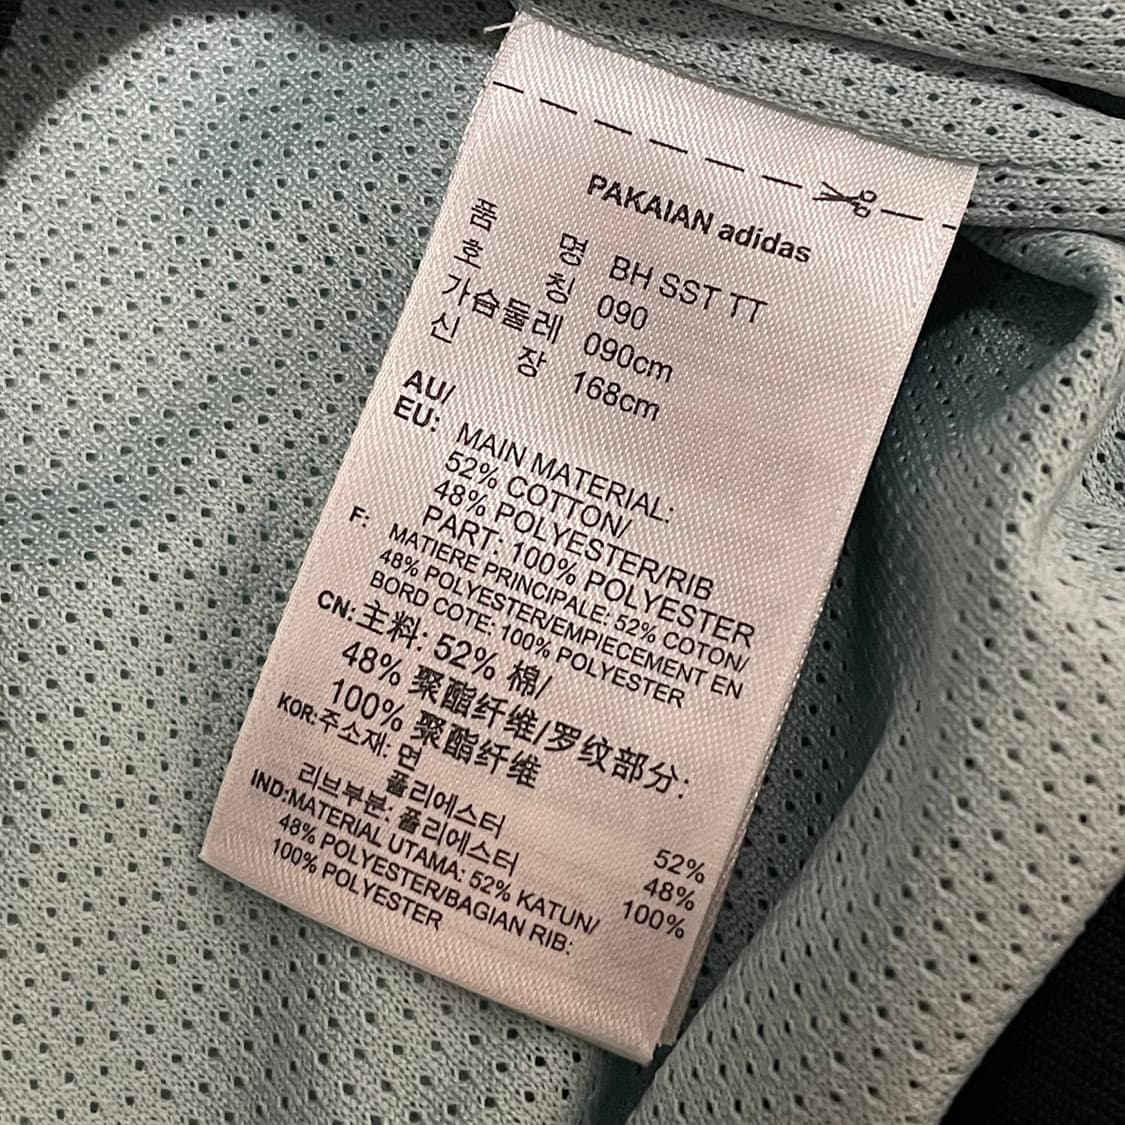 PAKAIAN adidas
품 명 BH SST TT
호 칭 090
가슴둘레 090cm
신 장 168cm
AU/
EU: MAIN MATERIAL:
52% COTTON/
48% POLYESTER/RIB
PART: 100% POLYESTER
F: MATIERE PRINCIPALE: 52% COTON/
48% POLYESTER/EMPIECEMENT EN
BORD COTE: 100% POLYESTER
CN: 主料: 52% 棉/
48% 聚酯纤维/罗纹部分:
100% 聚酯纤维
KOR: 주소재: 면 52%
폴리에스터 48%
리브부분: 폴리에스터 100%
IND: MATERIAL UTAMA: 52% KATUN/
48% POLYESTER/BAGIAN RIB:
100% POLYESTER